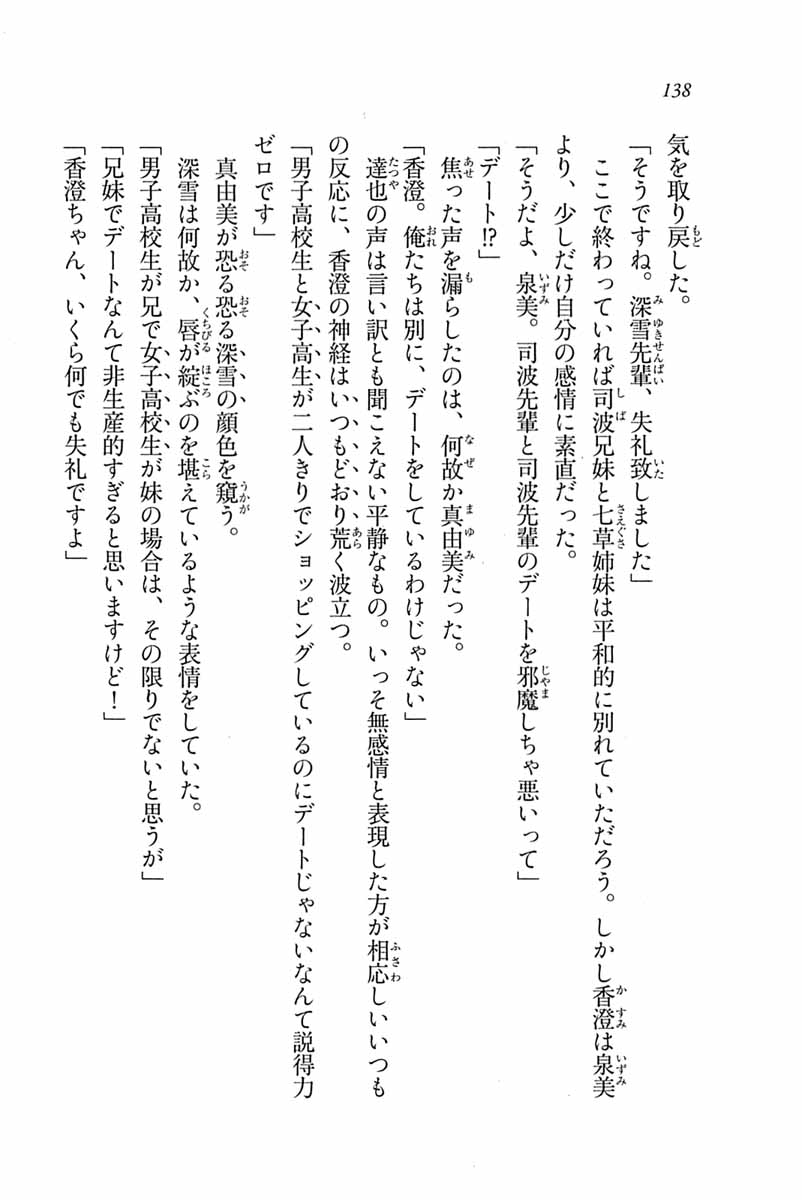 138
気を取り戻した。
「そうですね。深雪先輩、失礼致しました」
　ここで終わっていれば司波兄妹と七草姉妹は平和的に別れていただろう。しかし香澄は泉美
より、少しだけ自分の感情に素直だった。
「そうだよ、泉美。司波先輩と司波先輩のデートを邪魔しちゃ悪いって」
「デート!?」
　焦った声を漏らしたのは、何故か真由美だった。
「香澄。俺たちは別に、デートをしているわけじゃない」
　達也の声は言い訳とも聞こえない平静なもの。いっそ無感情と表現した方が相応しいいつも
の反応に、香澄の神経はいつもどおり荒く波立つ。
「男子高校生と女子高生が二人きりでショッピングしているのにデートじゃないなんて説得力
ゼロです」
　真由美が恐る恐る深雪の顔色を窺う。
　深雪は何故か、唇が綻ぶのを堪えているような表情をしていた。
「男子高校生が兄で女子高校生が妹の場合は、その限りでないと思うが」
「兄妹でデートなんて非生産的すぎると思いますけど！」
「香澄ちゃん、いくら何でも失礼ですよ」